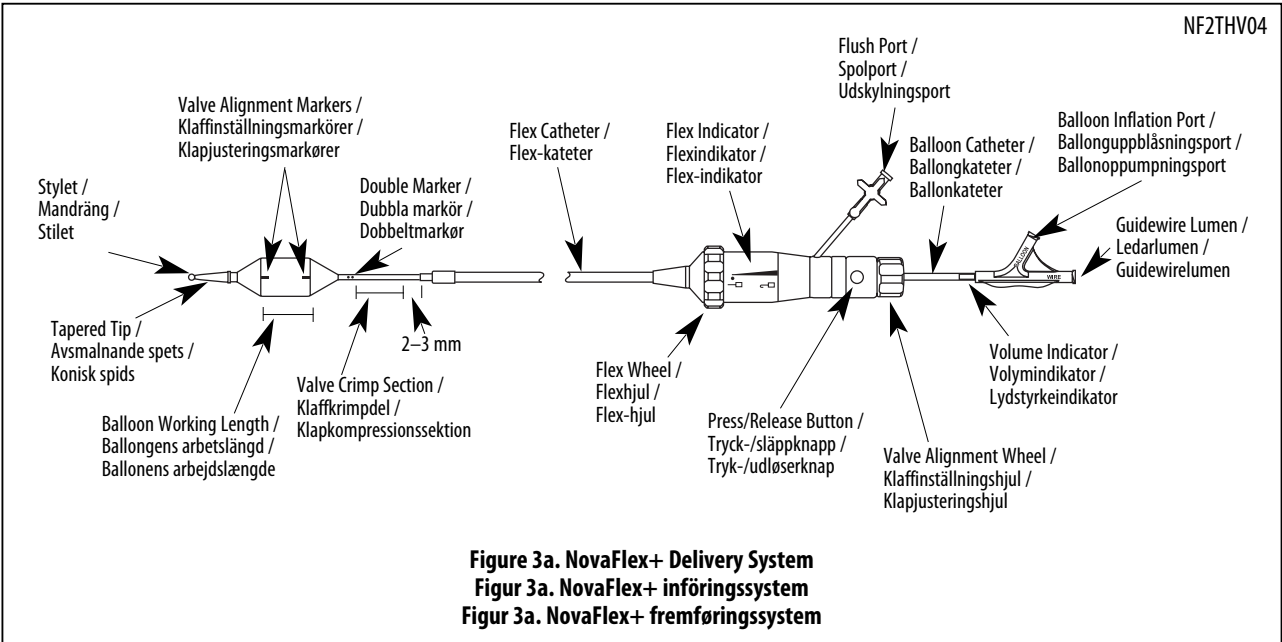 NF2THV04
Flush Port /
Spolport /
Udskylningsport
Valve Alignment Markers /
Klaffinställningsmarkörer /
Klapjusteringsmarkører
Flex Catheter /
Flex-kateter
Flex Indicator /
Flexindikator /
Flex-indikator
Balloon Catheter /
Ballongkateter /
Ballonkateter
Balloon Inflation Port /
Ballonguppblåsningsport /
Ballonoppumpningsport
Stylet /
Mandräng /
Stilet
Double Marker /
Dubbla markör /
Dobbeltmarkør
Guidewire Lumen /
Ledarlumen /
Guidewirelumen
BALLOON
WIRE
Tapered Tip /
Avsmalnande spets /
Konisk spids
2–3 mm
Balloon Working Length /
Ballongens arbetslängd /
Ballonens arbejdslængde
Valve Crimp Section /
Klaffkrimpdel /
Klapkompressionssektion
Flex Wheel /
Flexhjul /
Flex-hjul
Press/Release Button /
Tryck-/släppknapp /
Tryk-/udløserknap
Volume Indicator /
Volymindikator /
Lydstyrkeindikator
Valve Alignment Wheel /
Klaffinställningshjul /
Klapjusteringshjul
Figure 3a. NovaFlex+ Delivery System
Figur 3a. NovaFlex+ införingssystem
Figur 3a. NovaFlex+ fremføringssystem